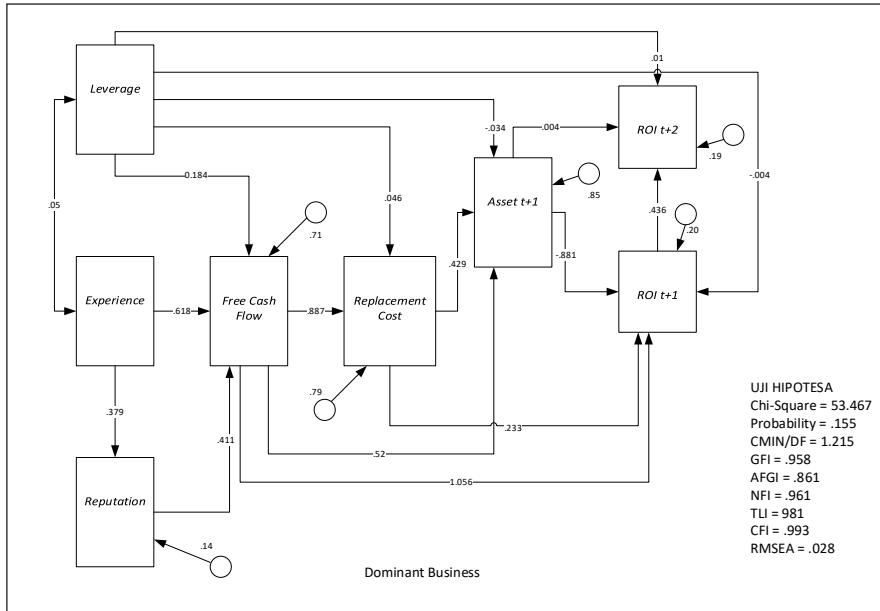 Leverage
.01
-.034
.004
ROI t+2
.19
-.004
0.184
.046
Asset t+1
.85
.05
.71
.436
.20
.429
-.881
Experience
.618
Free Cash
Flow
.887
Replacement
Cost
ROI t+1
.79
.379
.411
.233
.52
1.056
Reputation
.14
Dominant Business
UJI HIPOTESA
Chi-Square = 53.467
Probability = .155
CMIN/DF = 1.215
GFI = .958
AFGI = .861
NFI = .961
TLI = 981
CFI = .993
RMSEA = .028